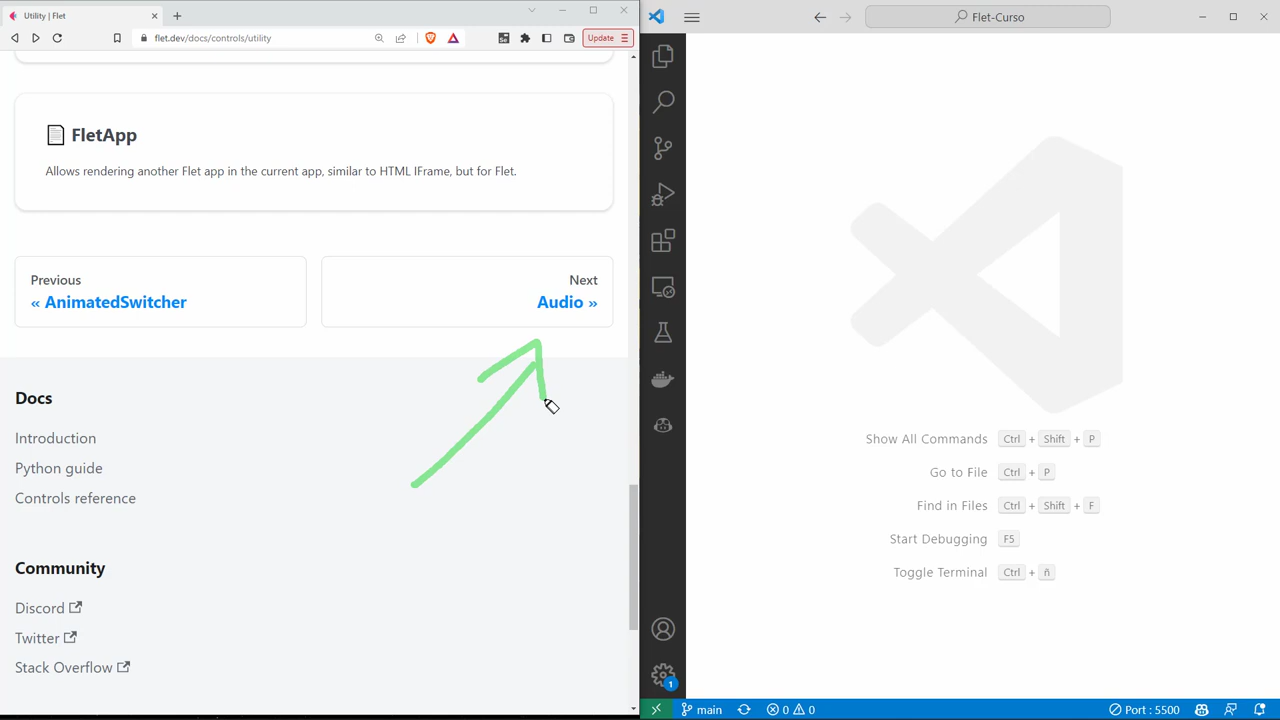 Utility | Flet
flet.dev/docs/controls/utility
Update
FletApp
Allows rendering another Flet app in the current app, similar to HTML IFrame, but for Flet.
Previous
« AnimatedSwitcher
Next
Audio »
Docs
Introduction
Python guide
Controls reference
Community
Discord
Twitter
Stack Overflow
Flet-Curso
Show All Commands Ctrl + Shift + P
Go to File Ctrl + P
Find in Files Ctrl + Shift + F
Start Debugging F5
Toggle Terminal Ctrl + ñ
1
main 0 0 Port : 5500